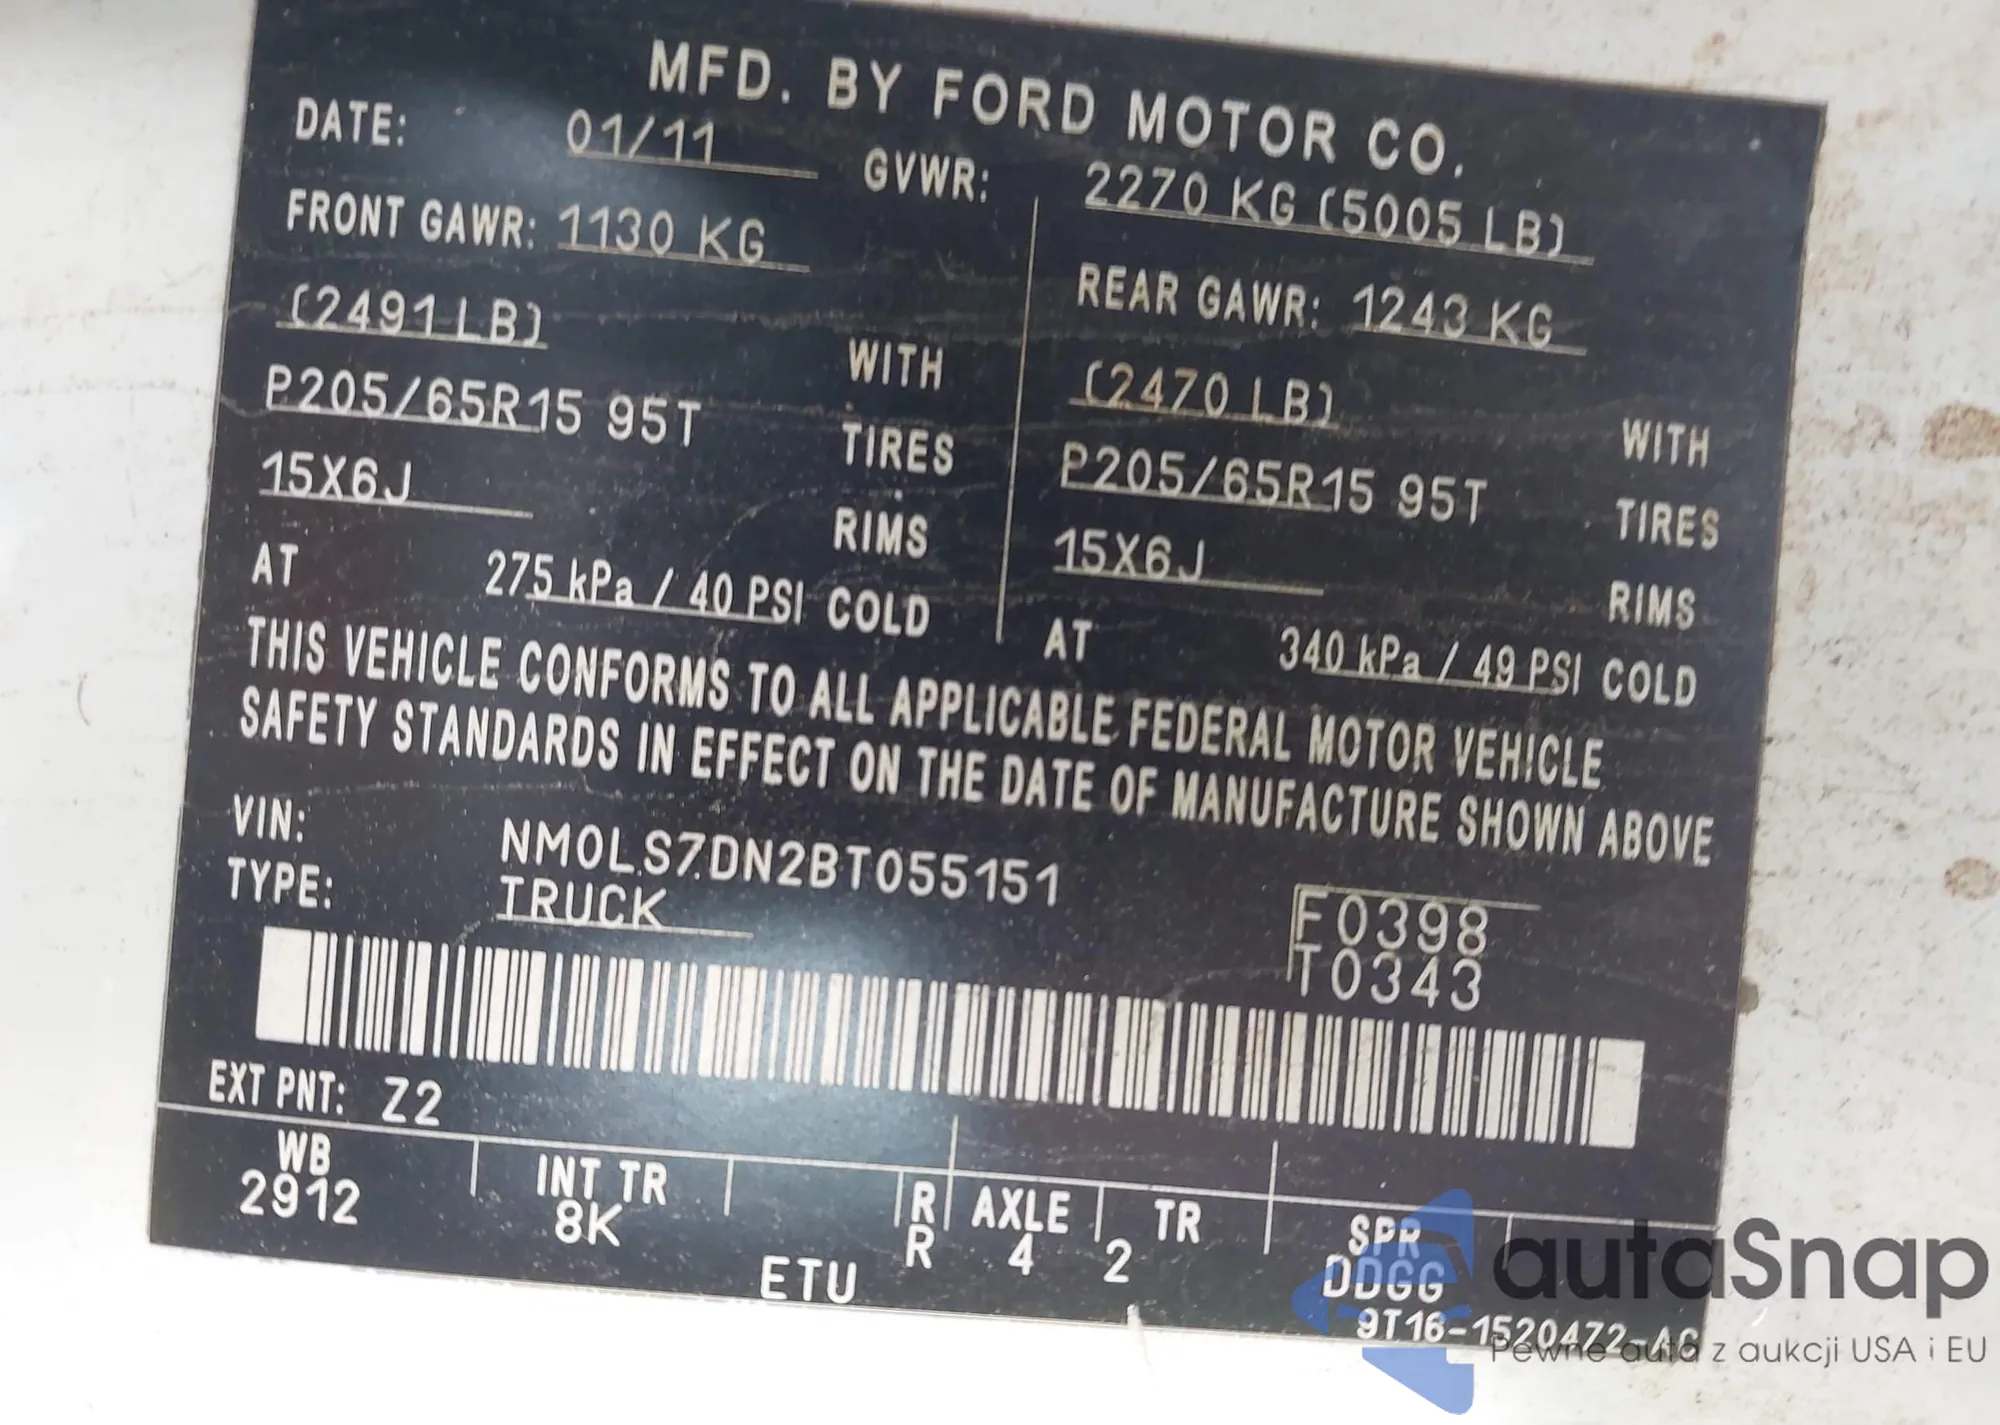 MFD. BY FORD MOTOR CO.
DATE: 01/11 GVWR: 2270 KG (5005 LB)
FRONT GAWR: 1130 KG REAR GAWR: 1243 KG
(2491 LB) WITH (2470 LB) WITH
P205/65R15 95T TIRES P205/65R15 95T TIRES
15X6J RIMS 15X6J RIMS
AT 275 kPa / 40 PSI COLD AT 340 kPa / 49 PSI COLD
THIS VEHICLE CONFORMS TO ALL APPLICABLE FEDERAL MOTOR VEHICLE
SAFETY STANDARDS IN EFFECT ON THE DATE OF MANUFACTURE SHOWN ABOVE
VIN: NM0LS7DN2BT055151
TYPE: TRUCK
F0398
T0343
EXT PNT: Z2
WB INT TR R AXLE TR SPR
2912 8K R 4 2 DDGG
ETU
9T16-15204Z2-AG
autaSnap
Pewne auta z aukcji USA i EU